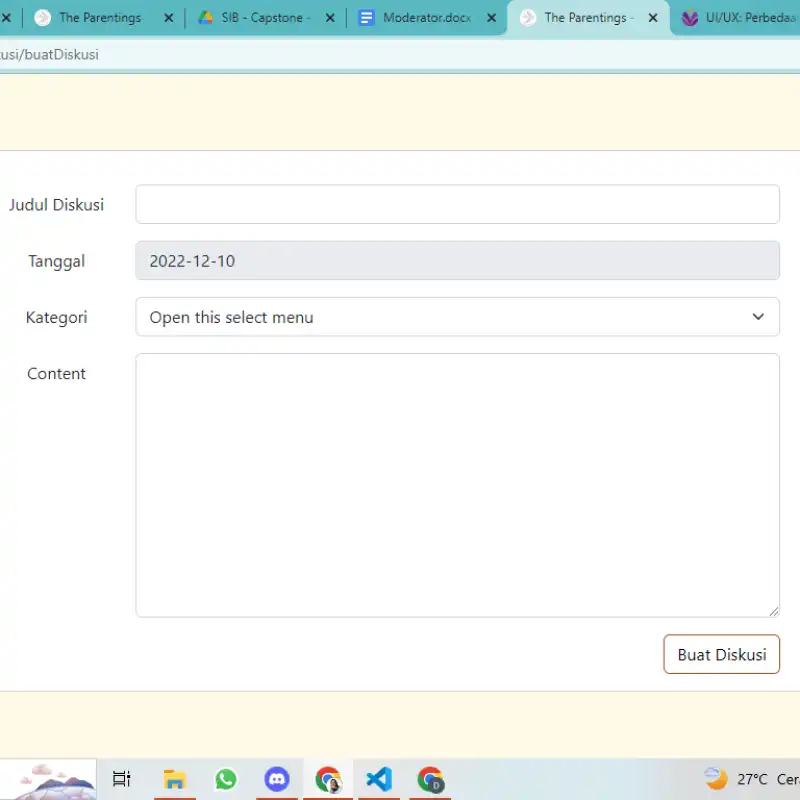 The Parentings
SIB - Capstone -
Moderator.docx
The Parentings -
UI/UX: Perbedaa
usi/buatDiskusi
Judul Diskusi
Tanggal
2022-12-10
Kategori
Open this select menu
Content
Buat Diskusi
27°C Cer